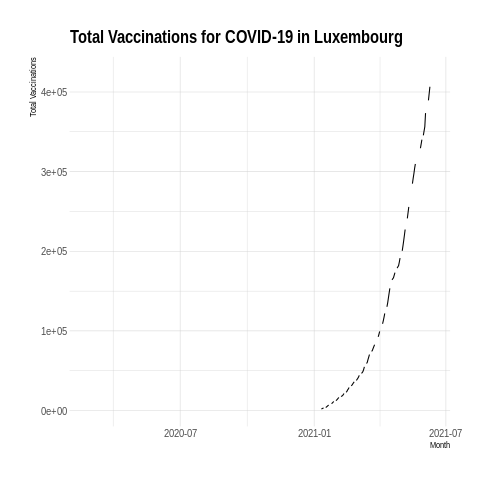 Total Vaccinations for COVID-19 in Luxembourg
Total Vaccinations
4e+05
3e+05
2e+05
1e+05
0e+00
2020-07
2021-01
2021-07
Month